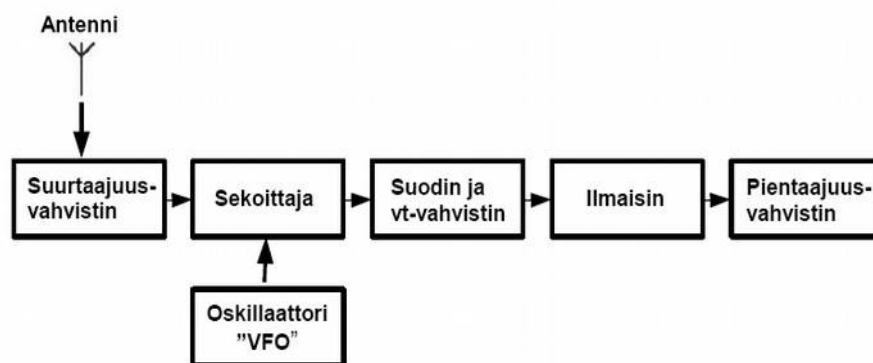 Antenni
Suurtaajuus-
vahvistin
Sekoittaja
Suodin ja
vt-vahvistin
Ilmaisin
Pientaajuus-
vahvistin
Oskillaattori
”VFO”